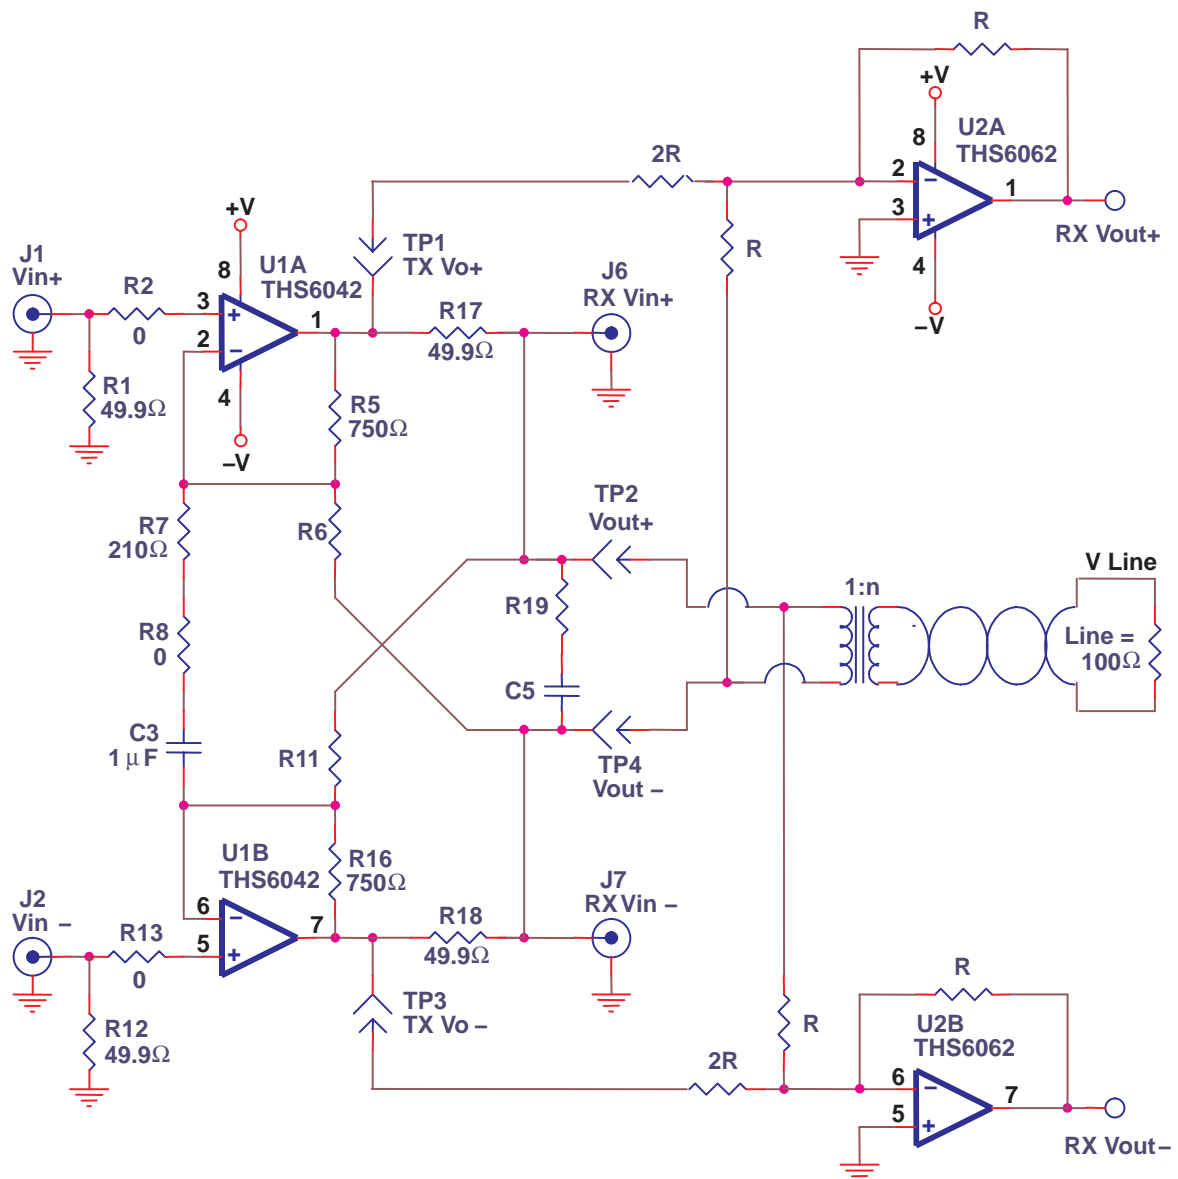 R
+V
U2A
THS6062
8
2
–
1
3
+
4
–V
RX Vout+
2R
R
J1
Vin+
R2
0
+V
8
U1A
THS6042
3
+
2
–
1
4
–V
R1
49.9Ω
TP1
TX Vo+
R17
49.9Ω
J6
RX Vin+
R5
750Ω
R7
210Ω
R6
TP2
Vout+
R8
0
R19
C5
1:n
V Line
Line =
100Ω
C3
1 μF
R11
TP4
Vout –
U1B
THS6042
R16
750Ω
6
–
5
+
7
J2
Vin –
R13
0
R12
49.9Ω
R18
49.9Ω
J7
RX Vin –
TP3
TX Vo –
2R
R
R
U2B
THS6062
6
–
5
+
7
RX Vout –